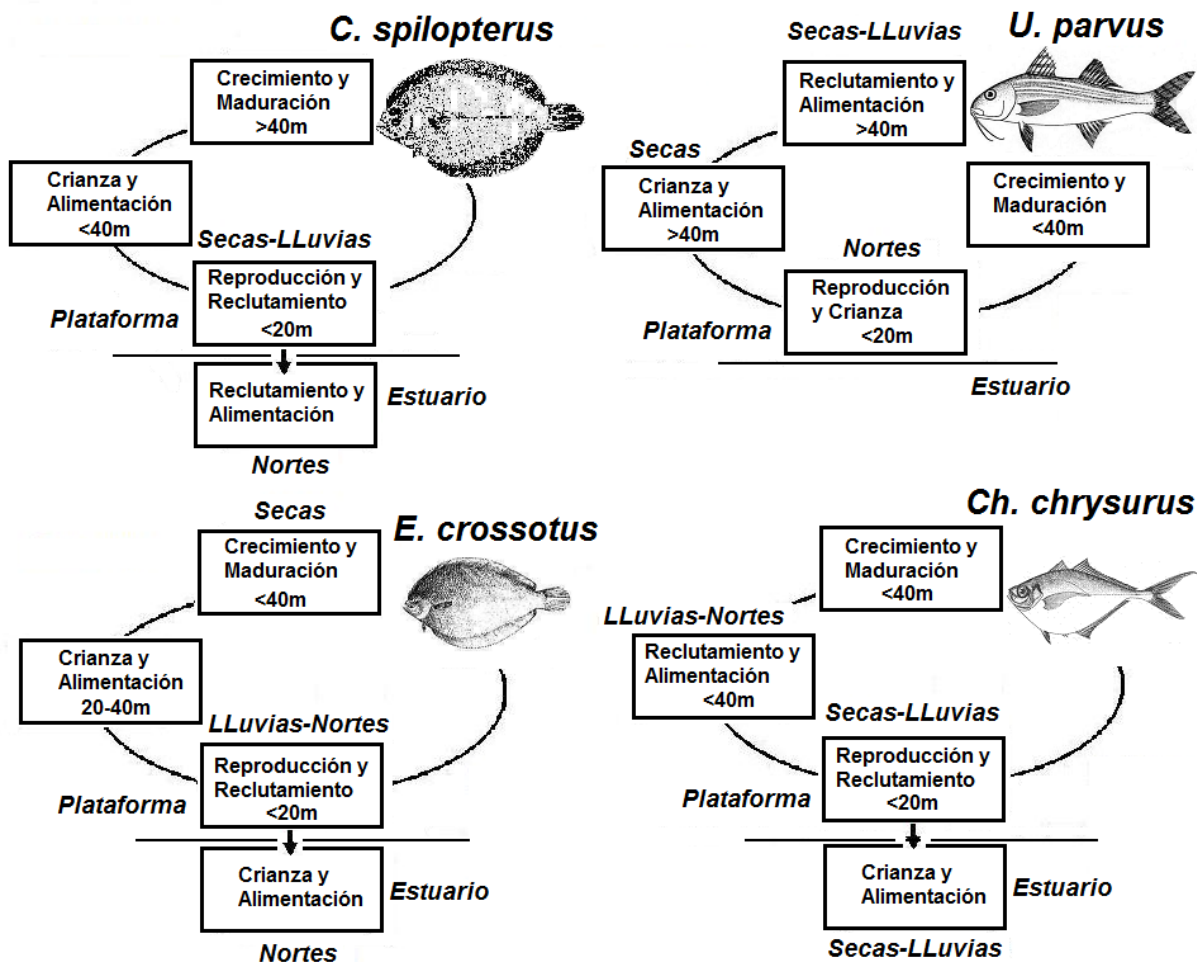 C. spilopterus
Crecimiento y
Maduración
>40m
Crianza y
Alimentación
<40m
Secas-LLuvias
Reproducción y
Reclutamiento
<20m
Plataforma
Reclutamiento y
Alimentación
Estuario
Nortes
Secas-LLuvias
U. parvus
Reclutamiento y
Alimentación
>40m
Secas
Crianza y
Alimentación
>40m
Crecimiento y
Maduración
<40m
Nortes
Reproducción
y Crianza
<20m
Plataforma
Estuario
Secas
E. crossotus
Crecimiento y
Maduración
<40m
Crianza y
Alimentación
20-40m
LLuvias-Nortes
Reproducción y
Reclutamiento
<20m
Plataforma
Crianza y
Alimentación
Estuario
Nortes
Ch. chrysurus
Crecimiento y
Maduración
<40m
LLuvias-Nortes
Reclutamiento y
Alimentación
<40m
Secas-LLuvias
Reproducción y
Reclutamiento
<20m
Plataforma
Crianza y
Alimentación
Estuario
Secas-LLuvias